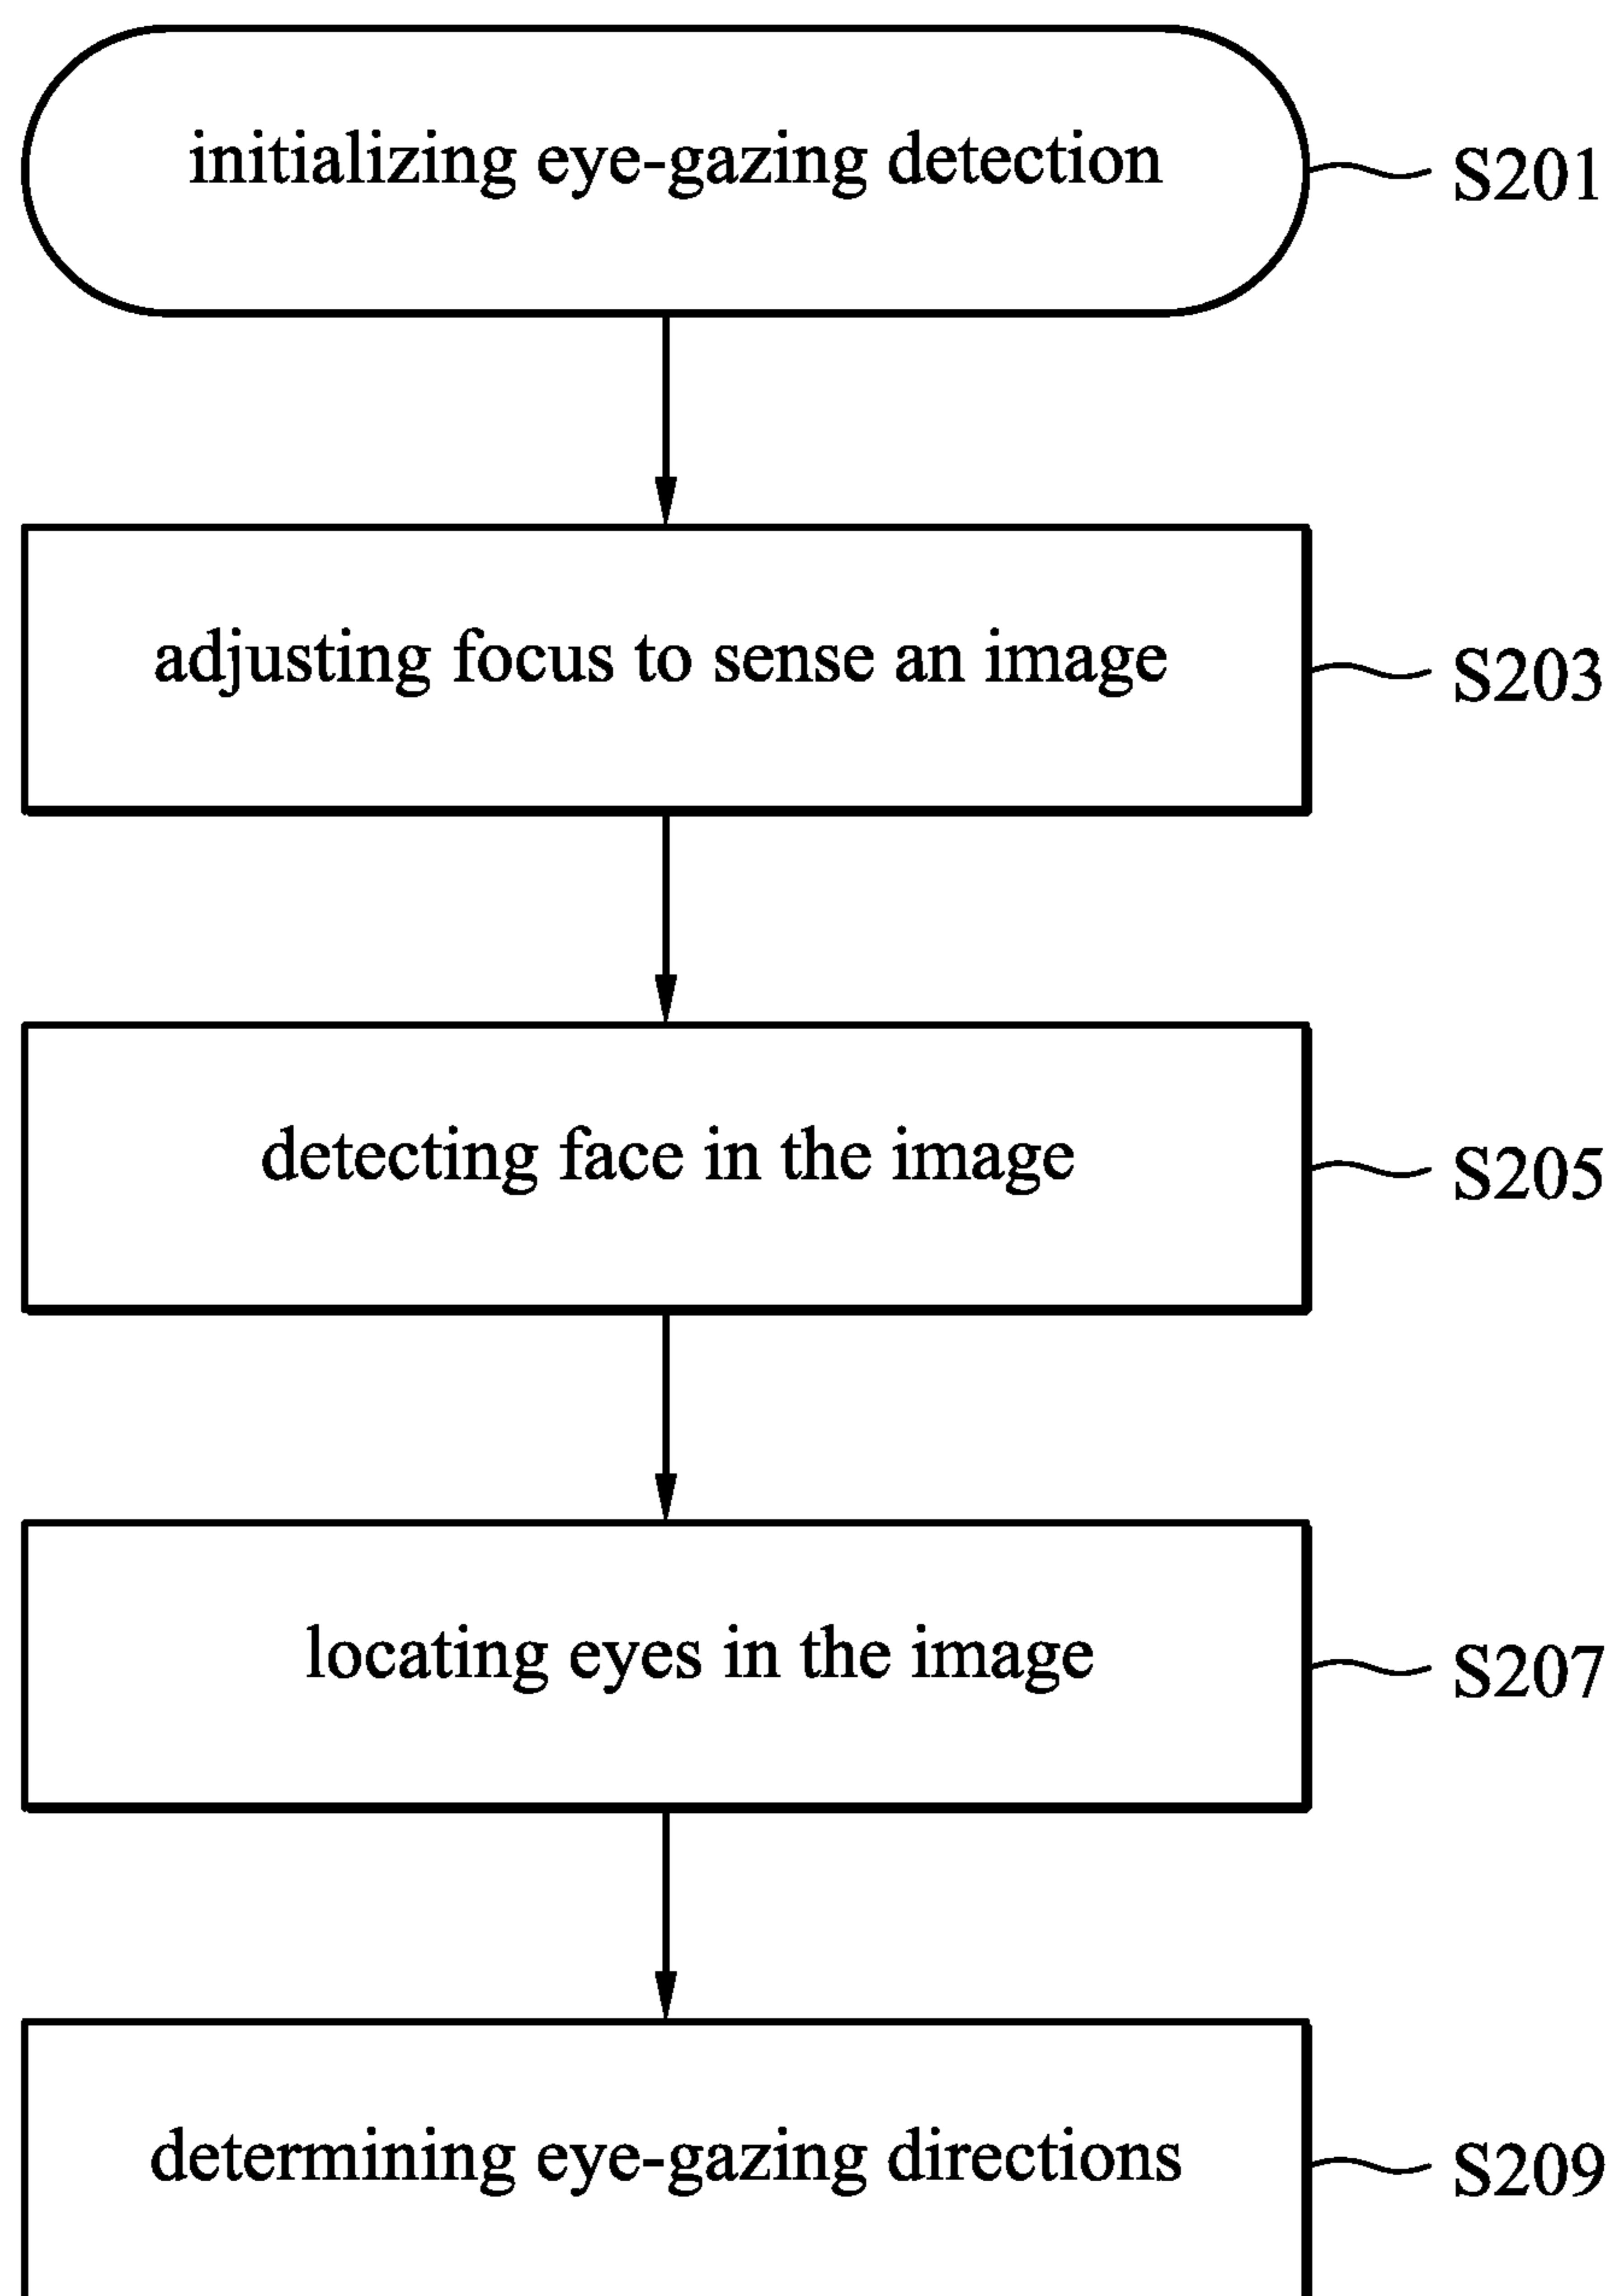 initializing eye-gazing detection S201
adjusting focus to sense an image S203
detecting face in the image S205
locating eyes in the image S207
determining eye-gazing directions S209